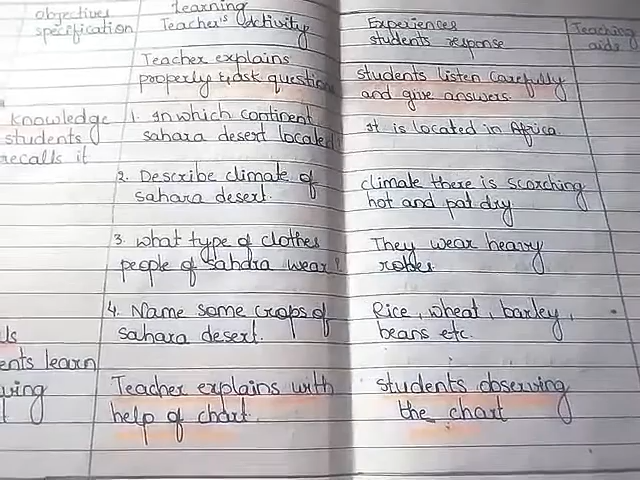 objectives Learning Experiences Teaching
specification Teacher's Activity students response aids
Teacher explains
properly & ask question
students listen carefully
and give answers.
knowledge
students
recalls it
1. In which continent
sahara desert located
It is located in Africa.
2. Describe climate of
sahara desert.
climate there is scorching
hot and pat dry
3. what type of clothes
people of sahara wear ?
They wear heavy
robes.
4. Name some crops of
sahara desert.
Rice, wheat, barley,
beans etc.
ents learn
Teacher explains with
help of chart.
students observing
the chart